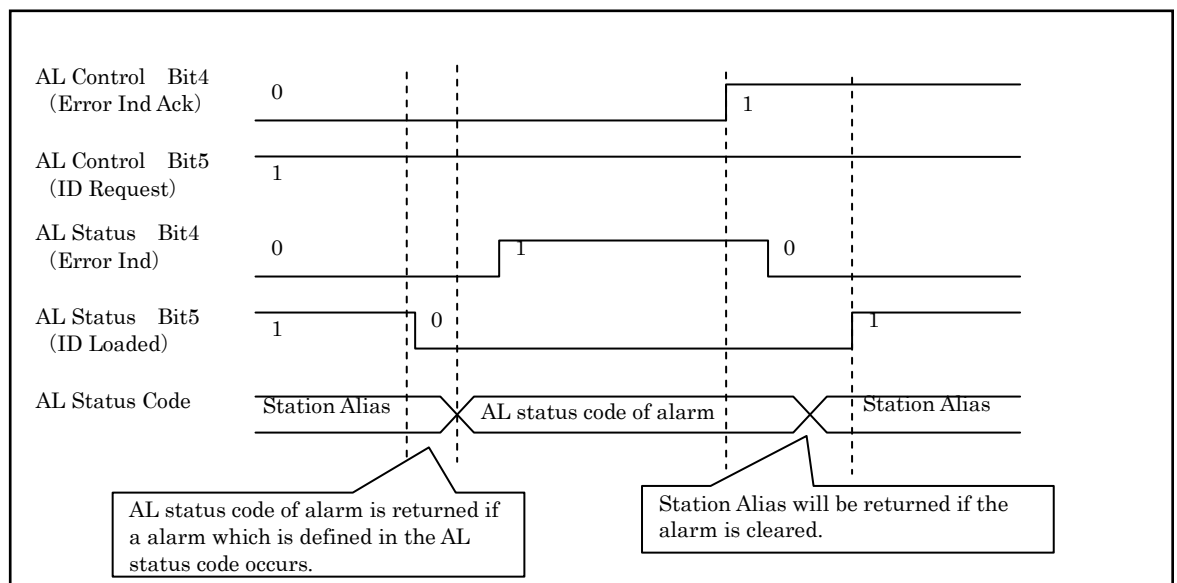 AL Control Bit4
(Error Ind Ack)
0
1
AL Control Bit5
(ID Request)
1
AL Status Bit4
(Error Ind)
0
1
0
AL Status Bit5
(ID Loaded)
1
0
1
AL Status Code
Station Alias
AL status code of alarm
Station Alias
AL status code of alarm is returned if
a alarm which is defined in the AL
status code occurs.
Station Alias will be returned if the
alarm is cleared.